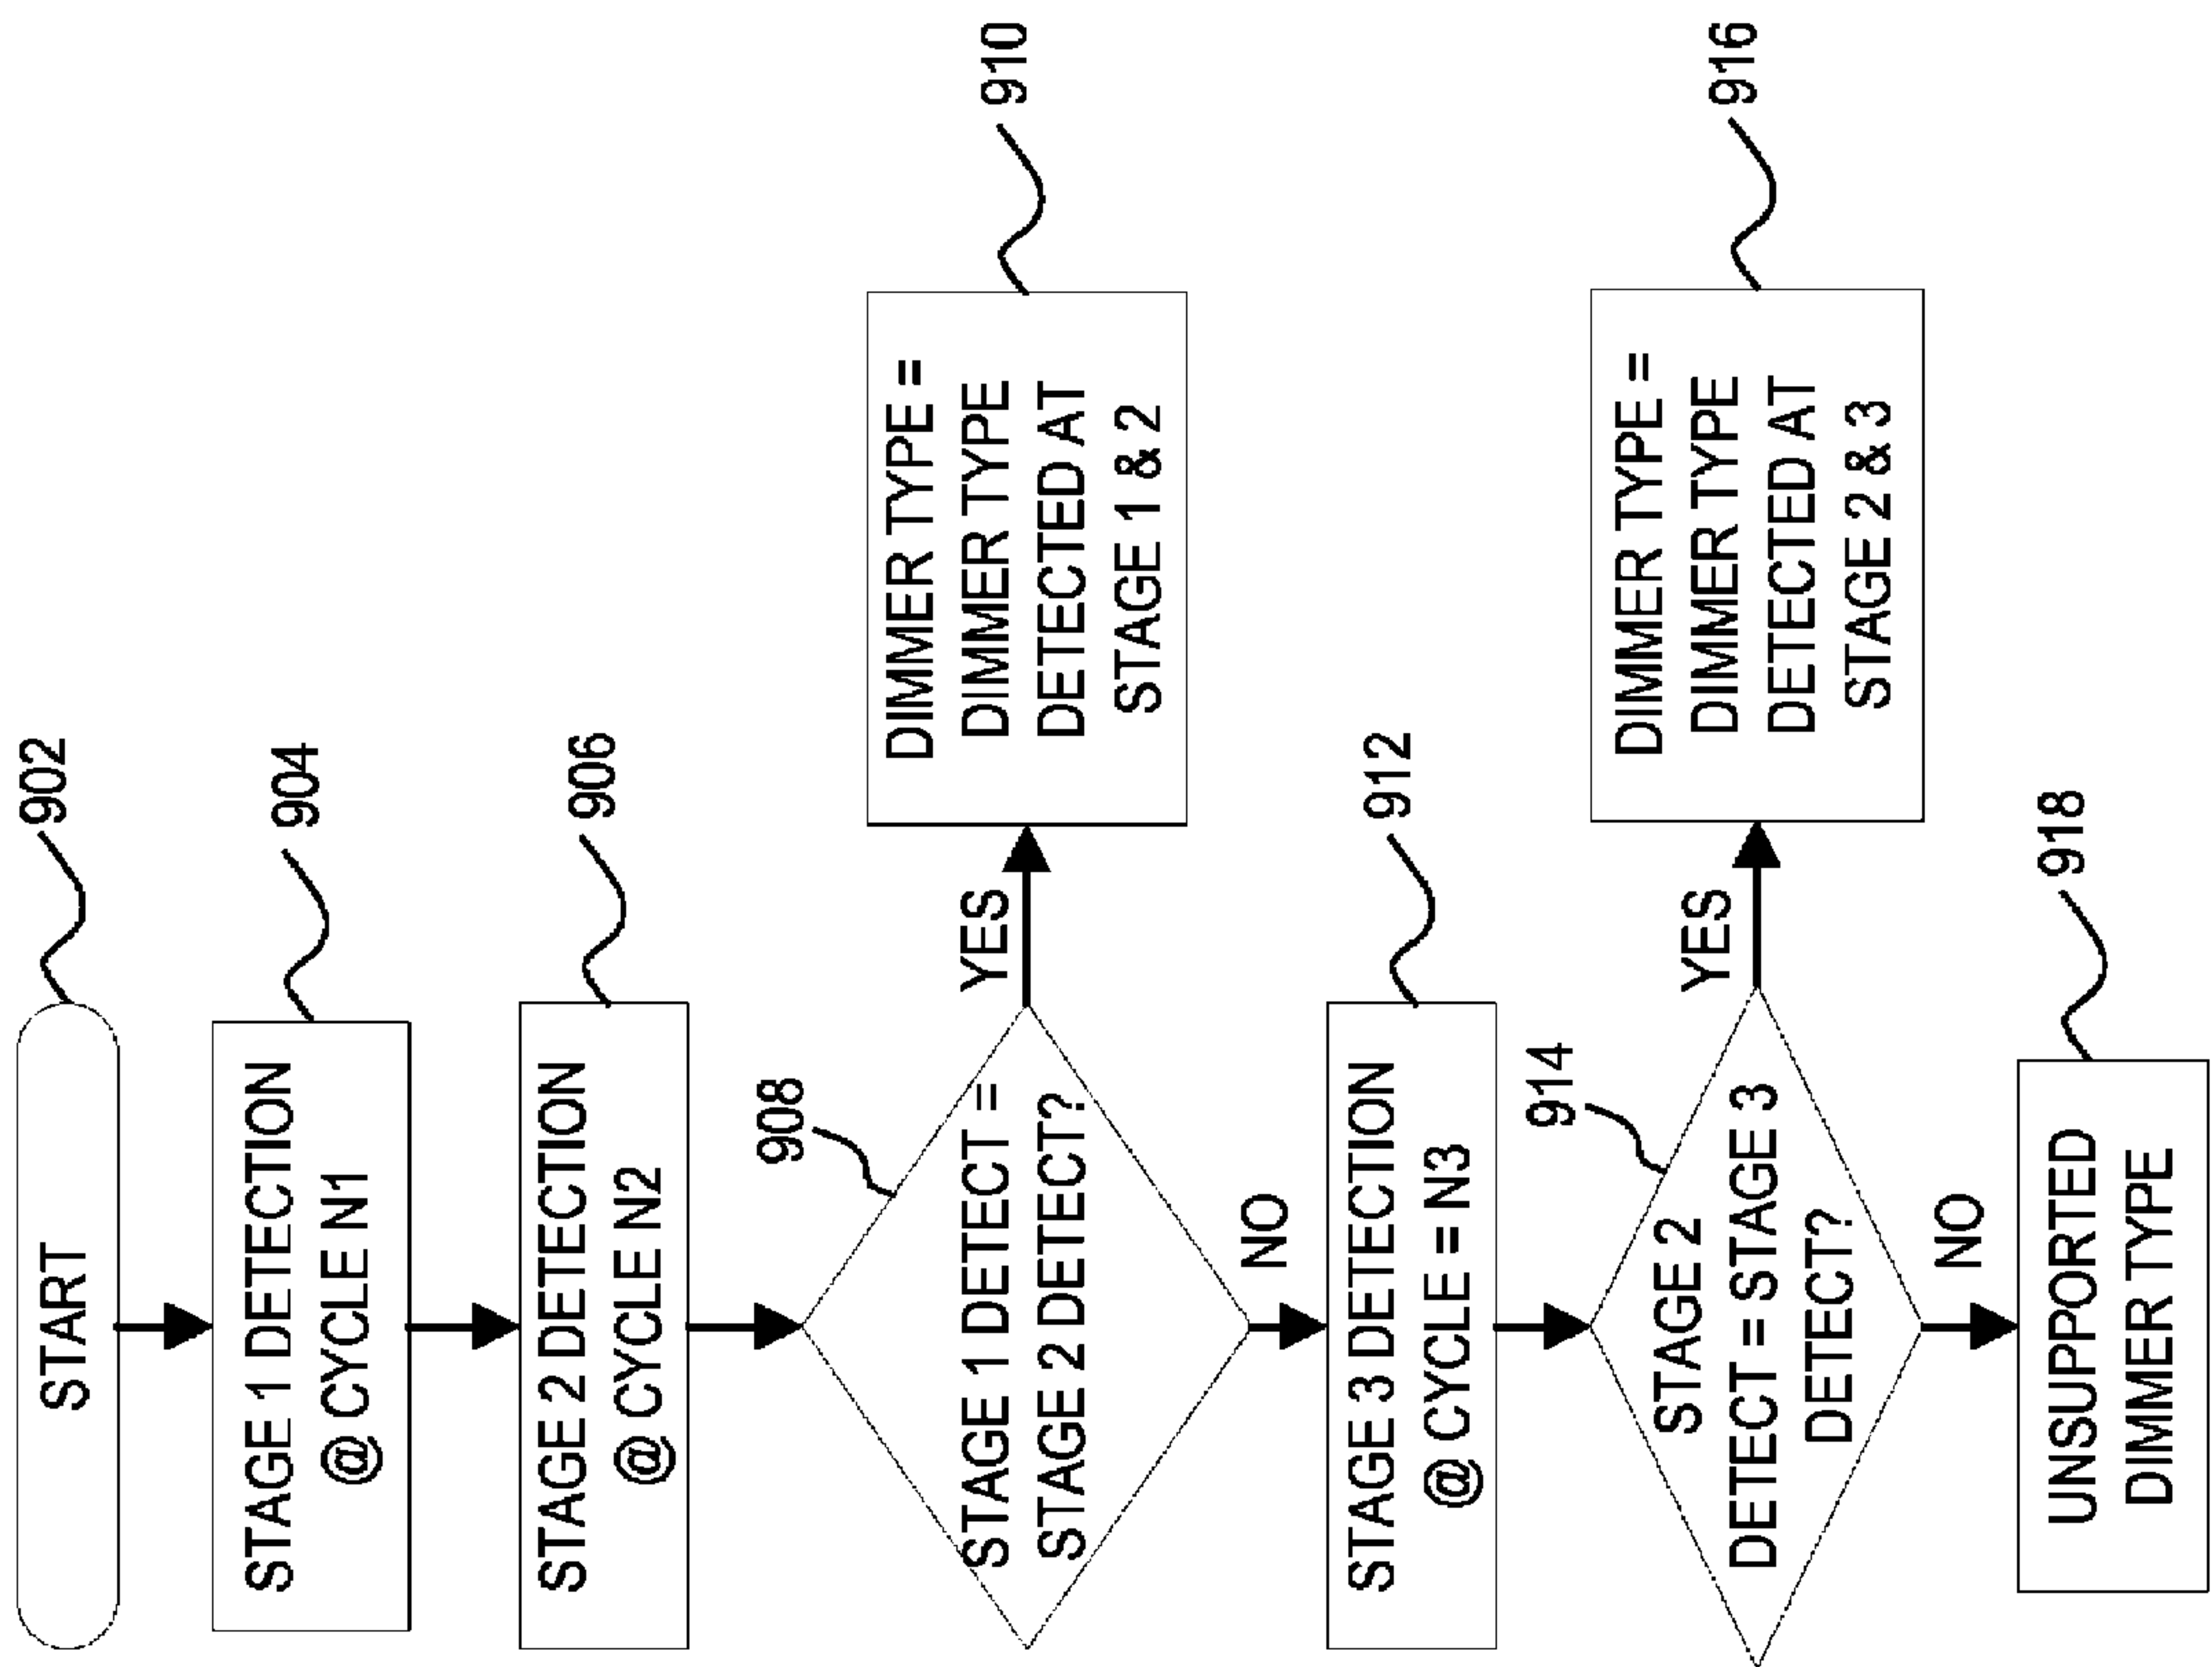 START
902
STAGE 1 DETECTION
@ CYCLE N1
904
STAGE 2 DETECTION
@ CYCLE N2
906
908
STAGE 1 DETECT =
STAGE 2 DETECT?
YES
DIMMER TYPE =
DIMMER TYPE
DETECTED AT
STAGE 1 & 2
910
NO
STAGE 3 DETECTION
@ CYCLE = N3
912
914
STAGE 2
DETECT = STAGE 3
DETECT?
YES
DIMMER TYPE =
DIMMER TYPE
DETECTED AT
STAGE 2 & 3
916
NO
UNSUPPORTED
DIMMER TYPE
918